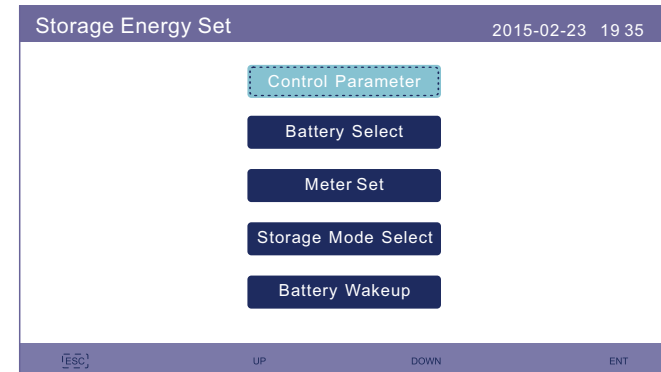 Storage Energy Set 2015-02-23 19 35
Control Parameter
Battery Select
Meter Set
Storage Mode Select
Battery Wakeup
ESC UP DOWN ENT